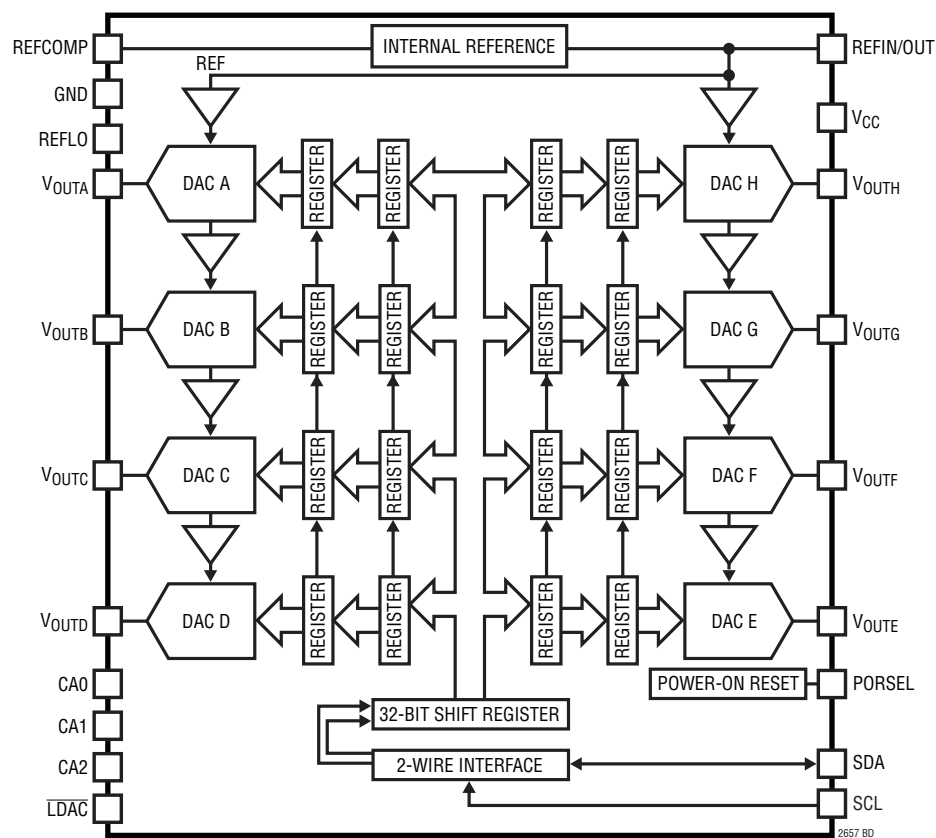 REFCOMP
INTERNAL REFERENCE
REFIN/OUT
REF
GND
VCC
REFLO
VOUTA
DAC A
REGISTER
REGISTER
REGISTER
REGISTER
DAC H
VOUTH
VOUTB
DAC B
REGISTER
REGISTER
REGISTER
REGISTER
DAC G
VOUTG
VOUTC
DAC C
REGISTER
REGISTER
REGISTER
REGISTER
DAC F
VOUTF
VOUTD
DAC D
REGISTER
REGISTER
REGISTER
REGISTER
DAC E
VOUTE
CA0
POWER-ON RESET
PORSEL
32-BIT SHIFT REGISTER
CA1
CA2
2-WIRE INTERFACE
SDA
LDAC
SCL
2657 BD